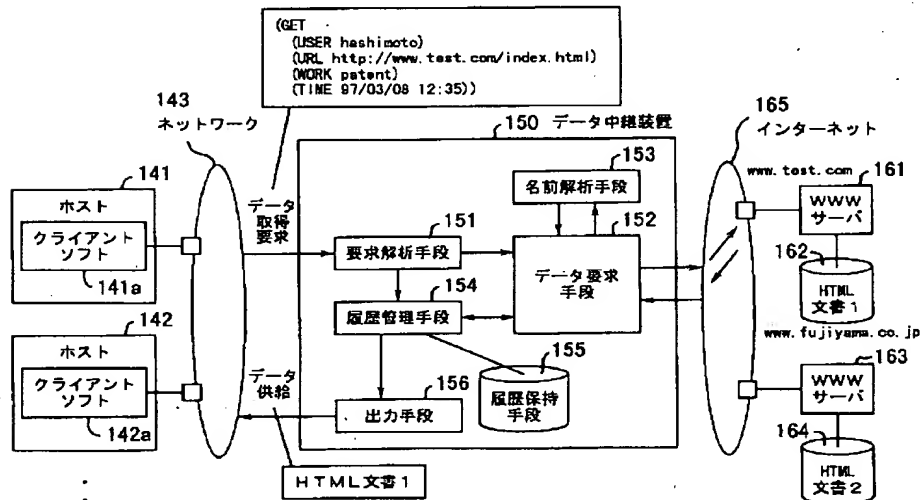 (GET
(USER hashimoto)
(URL http://www.test.com/index.html)
(WORK patent)
(TIME 97/03/08 12:35))
143
ネットワーク
150 データ中継装置
165
インターネット
www.test.com
141
ホスト
クライアント
ソフト
141a
データ
取得
要求
151
要求解析手段
153
名前解析手段
152
データ要求
手段
161
WWW
サーバ
162
HTML
文書1
154
履歴管理手段
www.fujiyama.co.jp
142
ホスト
クライアント
ソフト
142a
データ
供給
156
出力手段
155
履歴保持
手段
163
WWW
サーバ
164
HTML
文書2
HTML文書1